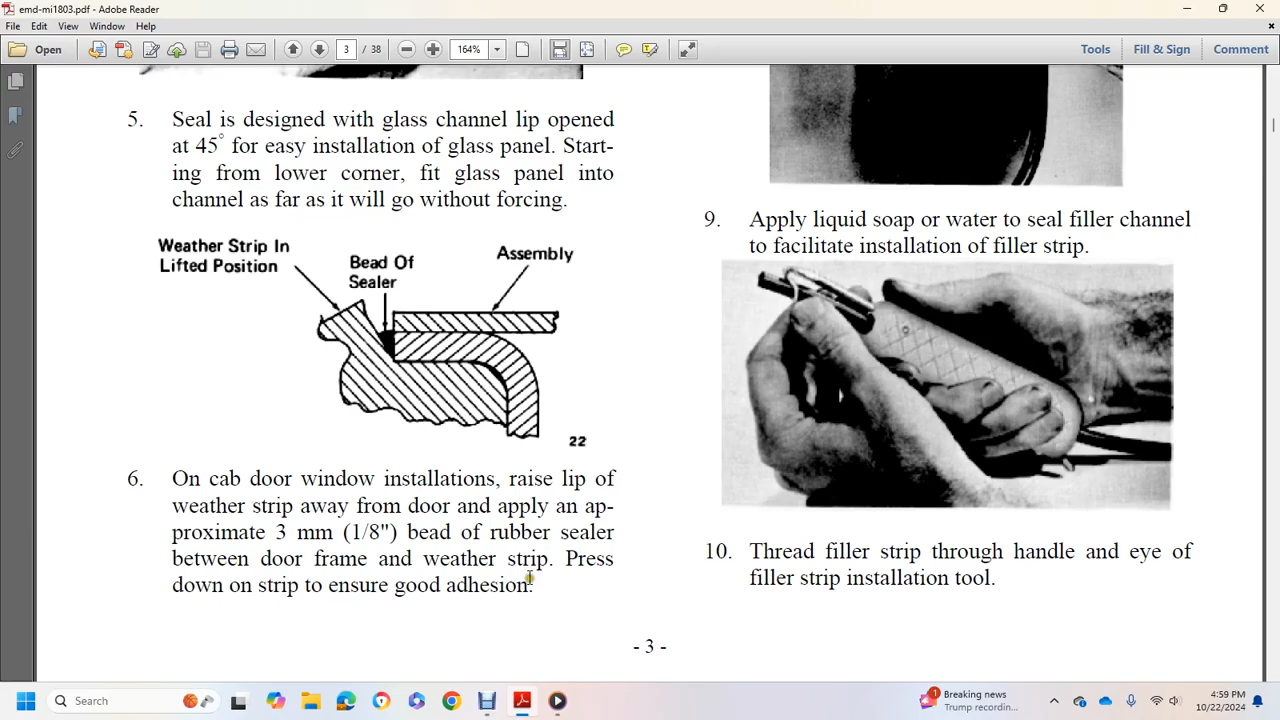 emd-mi1803.pdf - Adobe Reader
File Edit View Window Help
Open
3 / 38
164%
Tools
Fill & Sign
Comment
5. Seal is designed with glass channel lip opened
at 45° for easy installation of glass panel. Start-
ing from lower corner, fit glass panel into
channel as far as it will go without forcing.
Weather Strip In
Lifted Position
Bead Of
Sealer
Assembly
22
6. On cab door window installations, raise lip of
weather strip away from door and apply an ap-
proximate 3 mm (1/8") bead of rubber sealer
between door frame and weather strip. Press
down on strip to ensure good adhesion.
9. Apply liquid soap or water to seal filler channel
to facilitate installation of filler strip.
10. Thread filler strip through handle and eye of
filler strip installation tool.
- 3 -
Search
1
Breaking news
Trump recordin...
4:59 PM
10/22/2024